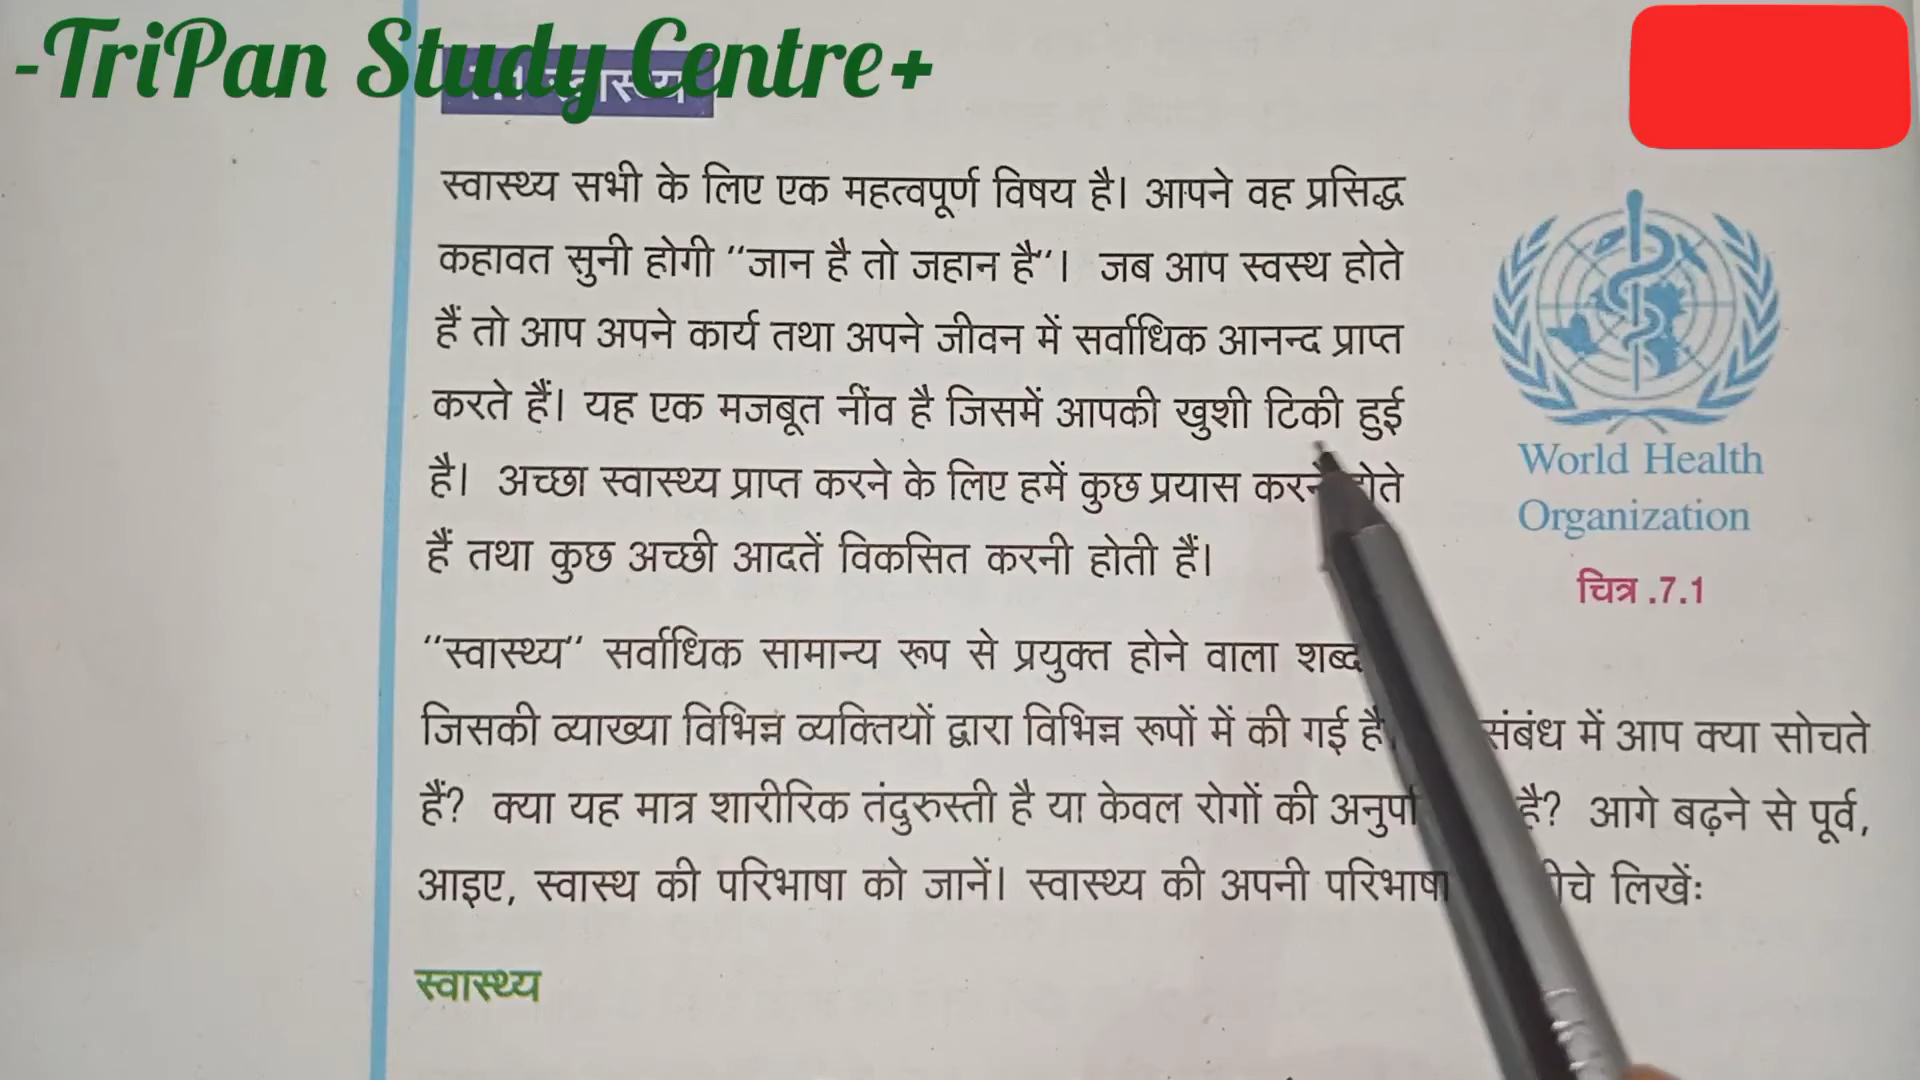 -TriPan Study Centre+
स्वास्थ्य
स्वास्थ्य सभी के लिए एक महत्वपूर्ण विषय है। आपने वह प्रसिद्ध
कहावत सुनी होगी “जान है तो जहान है“। जब आप स्वस्थ होते
हैं तो आप अपने कार्य तथा अपने जीवन में सर्वाधिक आनन्द प्राप्त
करते हैं। यह एक मजबूत नींव है जिसमें आपकी खुशी टिकी हुई
है। अच्छा स्वास्थ्य प्राप्त करने के लिए हमें कुछ प्रयास करने होते
हैं तथा कुछ अच्छी आदतें विकसित करनी होती हैं।
World Health
Organization
चित्र .7.1
“स्वास्थ्य“ सर्वाधिक सामान्य रूप से प्रयुक्त होने वाला शब्द
जिसकी व्याख्या विभिन्न व्यक्तियों द्वारा विभिन्न रूपों में की गई है संबंध में आप क्या सोचते
हैं? क्या यह मात्र शारीरिक तंदुरुस्ती है या केवल रोगों की है? आगे बढ़ने से पूर्व,
आइए, स्वास्थ की परिभाषा को जानें। स्वास्थ्य की अपनी परिभाषा लिखेंः
स्वास्थ्य